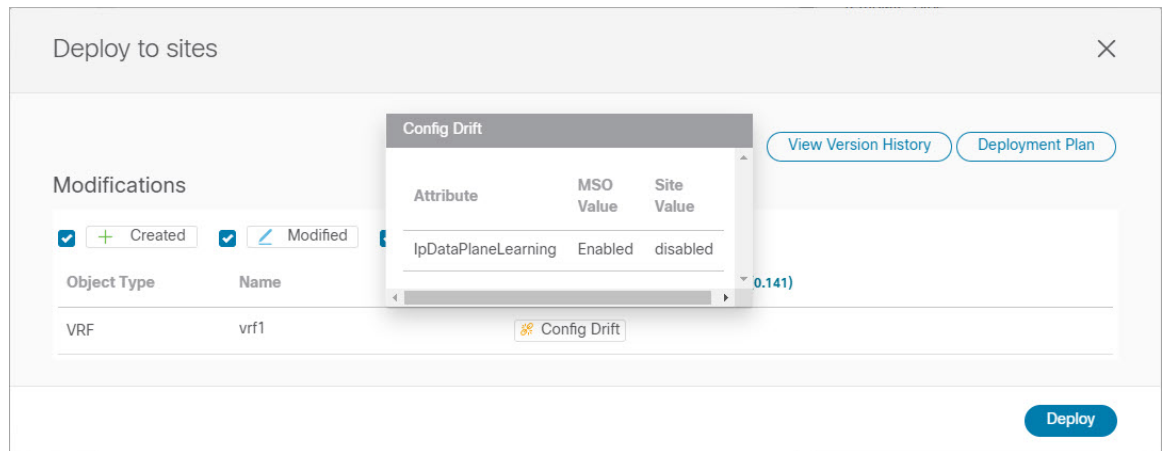 Deploy to sites
Config Drift
View Version History
Deployment Plan
Attribute
MSO
Value
Site
Value
Modifications
Created
Modified
IpDataPlaneLearning Enabled disabled
Object Type Name 0.141)
VRF vrf1 Config Drift
Deploy